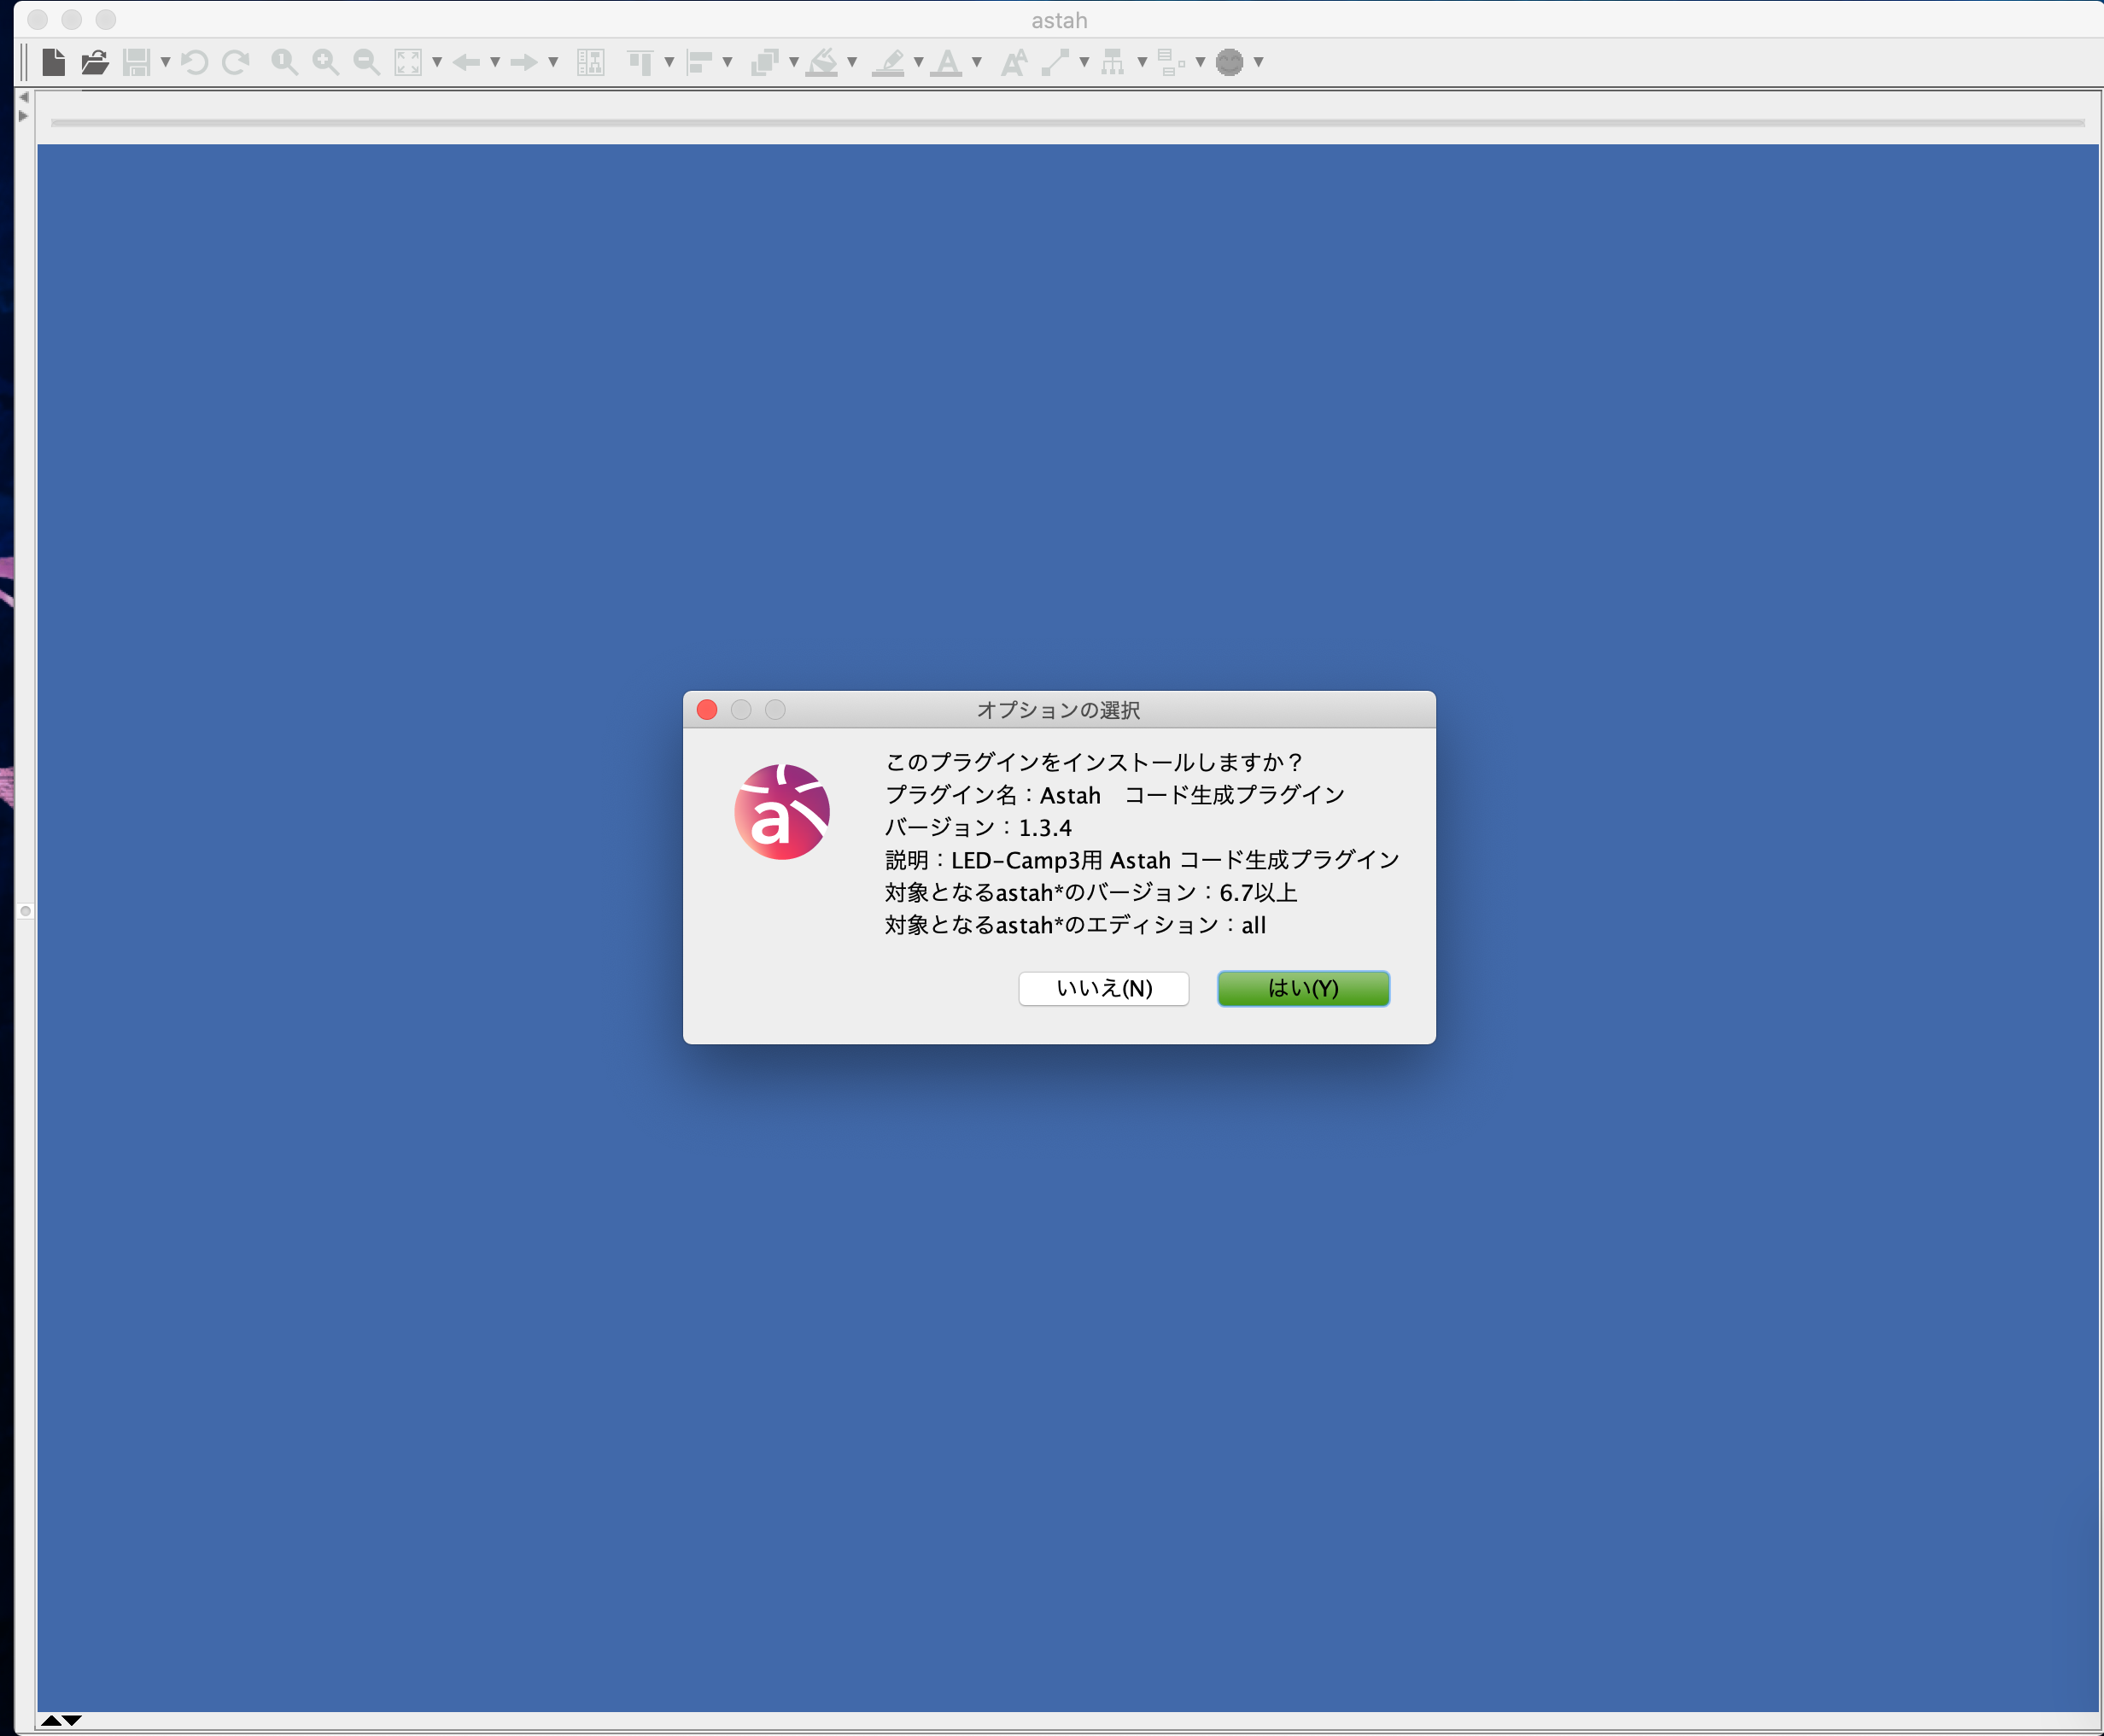 astah
オプションの選択
このプラグインをインストールしますか？
プラグイン名：Astah　コード生成プラグイン
バージョン：1.3.4
説明：LED-Camp3用 Astah コード生成プラグイン
対象となるastah*のバージョン：6.7以上
対象となるastah*のエディション：all
いいえ(N)
はい(Y)